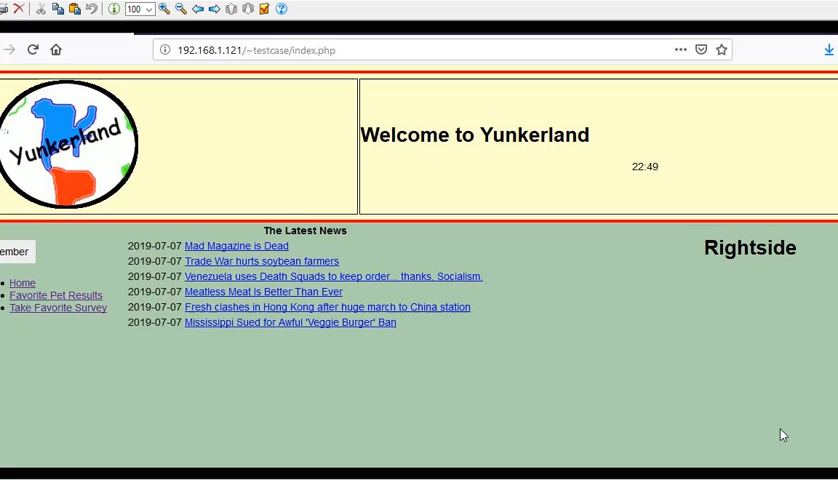 100
192.168.1.121/~testcase/index.php
Yunkerland
Welcome to Yunkerland
22:49
The Latest News
Rightside
ember
2019-07-07 Mad Magazine is Dead
2019-07-07 Trade War hurts soybean farmers
2019-07-07 Venezuela uses Death Squads to keep order... thanks, Socialism.
2019-07-07 Meatless Meat Is Better Than Ever
2019-07-07 Fresh clashes in Hong Kong after huge march to China station
2019-07-07 Mississippi Sued for Awful 'Veggie Burger' Ban
Home
Favorite Pet Results
Take Favorite Survey